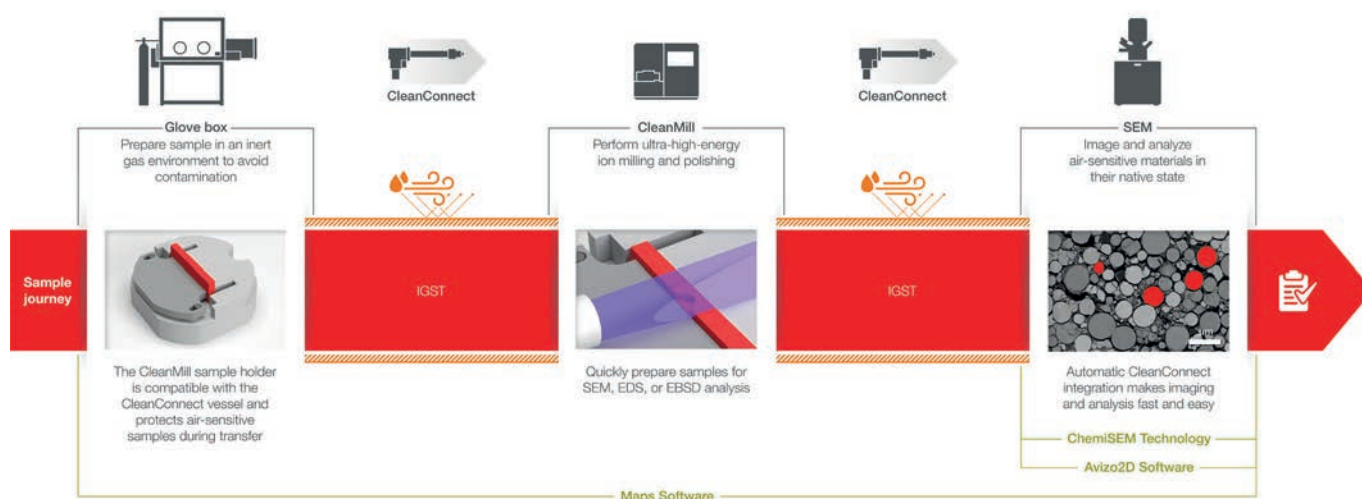 CleanConnect
CleanConnect
Glove box
Prepare sample in an inert
gas environment to avoid
contamination
CleanMill
Perform ultra-high-energy
ion milling and polishing
SEM
Image and analyze
air-sensitive materials in
their native state
Sample
journey
IGST
IGST
The CleanMill sample holder
is compatible with the
CleanConnect vessel and
protects air-sensitive
samples during transfer
Quickly prepare samples for
SEM, EDS, or EBSD analysis
Automatic CleanConnect
integration makes imaging
and analysis fast and easy
ChemiSEM Technology
Avizo2D Software
Maps Software